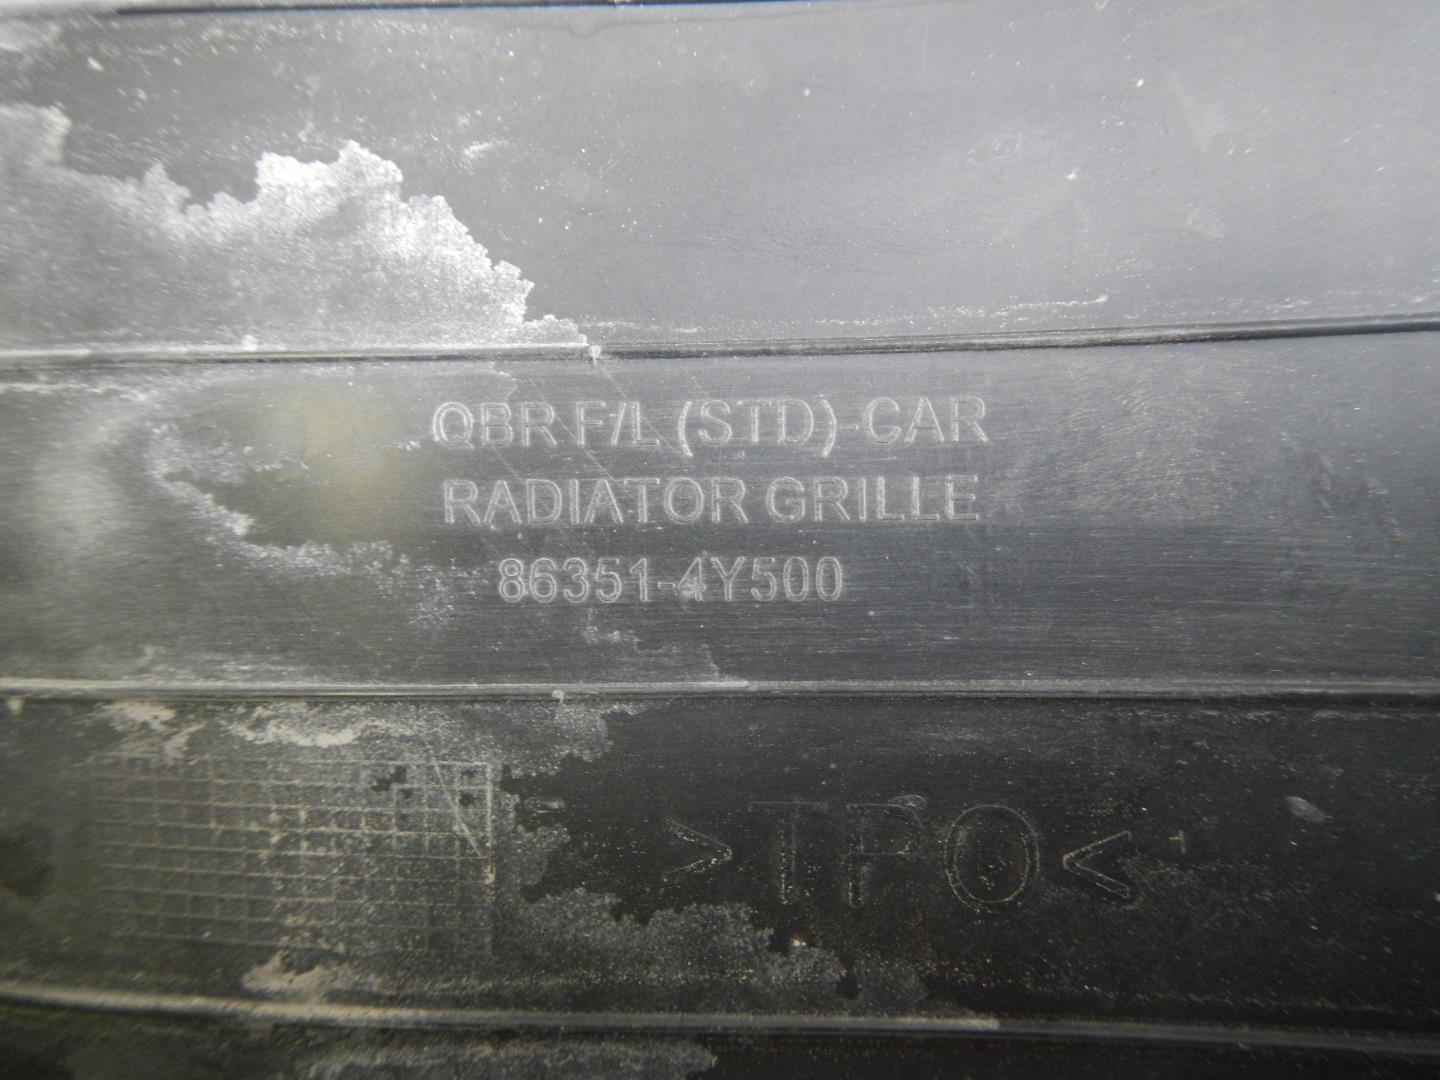 QBR F/L (STD)-CAR
RADIATOR GRILLE
86351-4Y500
>TPO<